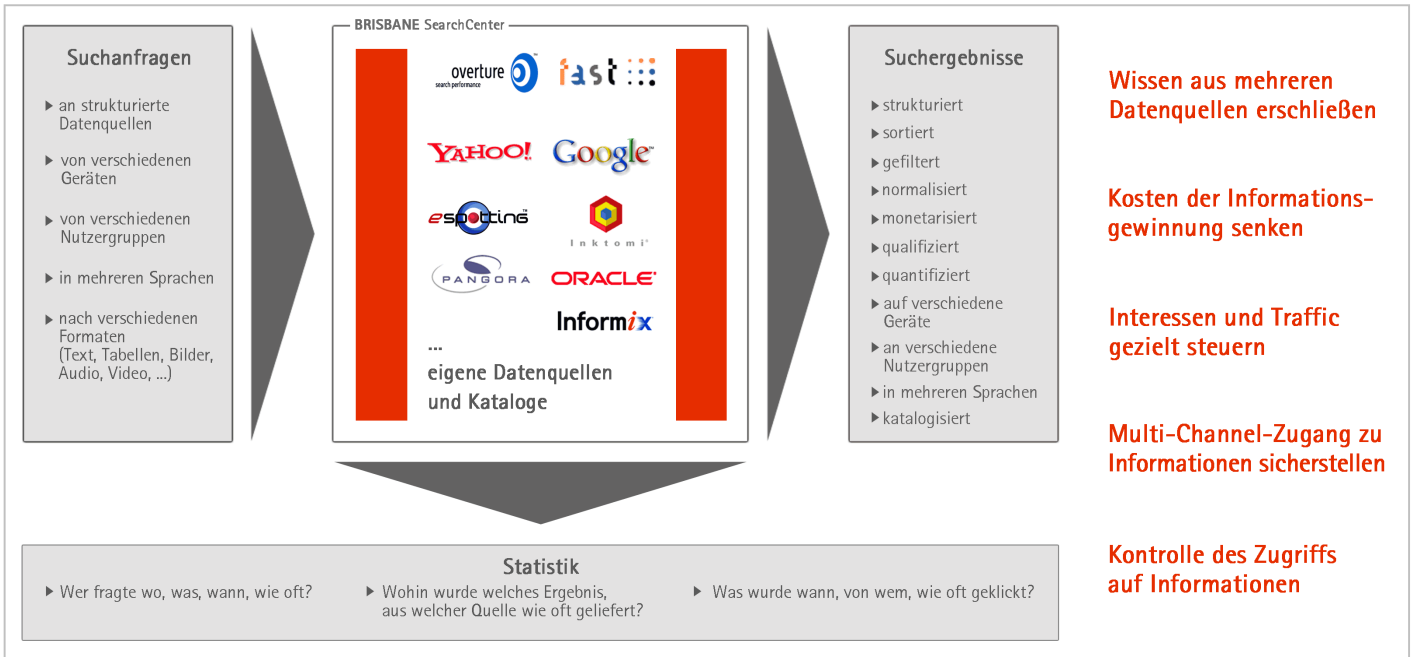 BRISBANE SearchCenter
Suchanfragen
an strukturierte
Datenquellen
von verschiedenen
Geräten
von verschiedenen
Nutzergruppen
in mehreren Sprachen
nach verschiedenen
Formaten
(Text, Tabellen, Bilder,
Audio, Video, ...)
overture™
search performance
fast
YAHOO!
Google™
espotting™
Inktomi®
PANGORA
ORACLE®
Informix
...
eigene Datenquellen
und Kataloge
Suchergebnisse
strukturiert
sortiert
gefiltert
normalisiert
monetarisiert
qualifiziert
quantifiziert
auf verschiedene
Geräte
an verschiedene
Nutzergruppen
in mehreren Sprachen
katalogisiert
Wissen aus mehreren
Datenquellen erschließen
Kosten der Informations-
gewinnung senken
Interessen und Traffic
gezielt steuern
Multi-Channel-Zugang zu
Informationen sicherstellen
Kontrolle des Zugriffs
auf Informationen
Statistik
Wer fragte wo, was, wann, wie oft?
Wohin wurde welches Ergebnis,
aus welcher Quelle wie oft geliefert?
Was wurde wann, von wem, wie oft geklickt?